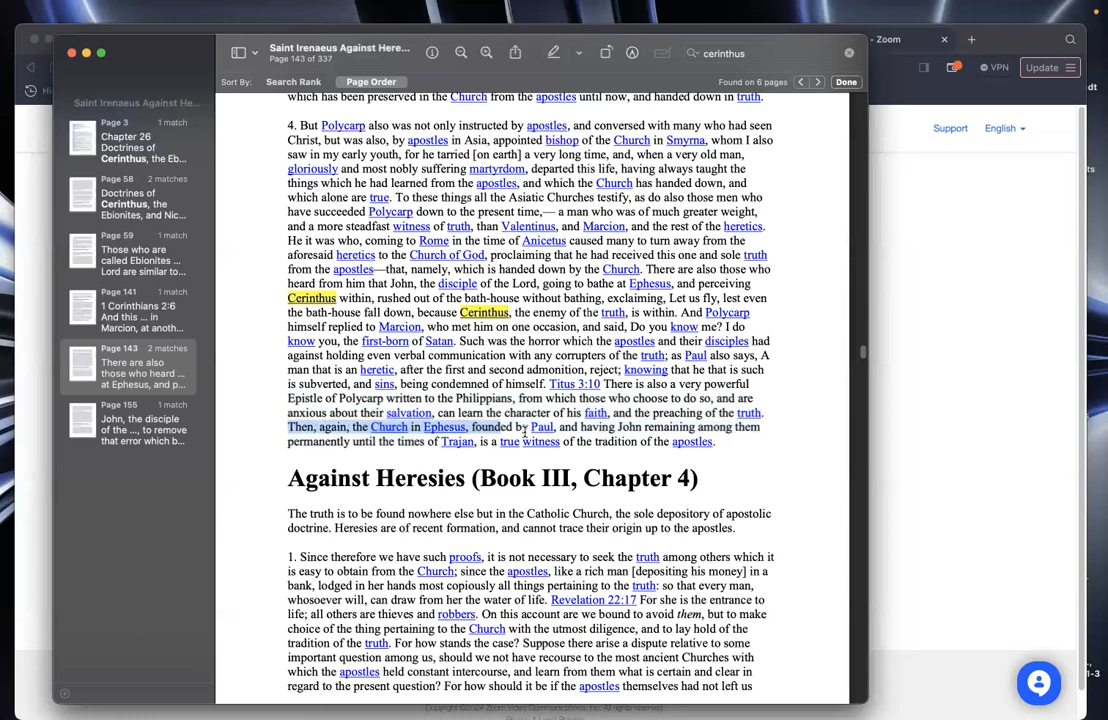 - Zoom
Saint Irenaeus Against Here...
Page 143 of 337
cerinthus
VPN
Update
Sort By:
Search Rank
Page Order
Found on 6 pages
Done
Saint Irenaeus Against He...
Page 3
1 match
Chapter 26
Doctrines of
Cerinthus, the Eb...
Page 58
2 matches
Doctrines of
Cerinthus, the
Ebionites, and Nic...
Page 59
1 match
Those who are
called Ebionites ...
Lord are similar to...
Page 141
1 match
1 Corinthians 2:6
And this ... in
Marcion, at anoth...
Page 143
2 matches
There are also
those who heard ...
at Ephesus, and p...
Page 155
1 match
John, the disciple
of the ..., to remove
that error which b...
which has been preserved in the Church from the apostles until now, and handed down in truth.
4. But Polycarp also was not only instructed by apostles, and conversed with many who had seen
Christ, but was also, by apostles in Asia, appointed bishop of the Church in Smyrna, whom I also
saw in my early youth, for he tarried [on earth] a very long time, and, when a very old man,
gloriously and most nobly suffering martyrdom, departed this life, having always taught the
things which he had learned from the apostles, and which the Church has handed down, and
which alone are true. To these things all the Asiatic Churches testify, as do also those men who
have succeeded Polycarp down to the present time,— a man who was of much greater weight,
and a more steadfast witness of truth, than Valentinus, and Marcion, and the rest of the heretics.
He it was who, coming to Rome in the time of Anicetus caused many to turn away from the
aforesaid heretics to the Church of God, proclaiming that he had received this one and sole truth
from the apostles—that, namely, which is handed down by the Church. There are also those who
heard from him that John, the disciple of the Lord, going to bathe at Ephesus, and perceiving
Cerinthus within, rushed out of the bath-house without bathing, exclaiming, Let us fly, lest even
the bath-house fall down, because Cerinthus, the enemy of the truth, is within. And Polycarp
himself replied to Marcion, who met him on one occasion, and said, Do you know me? I do
know you, the first-born of Satan. Such was the horror which the apostles and their disciples had
against holding even verbal communication with any corrupters of the truth; as Paul also says, A
man that is an heretic, after the first and second admonition, reject; knowing that he that is such
is subverted, and sins, being condemned of himself. Titus 3:10 There is also a very powerful
Epistle of Polycarp written to the Philippians, from which those who choose to do so, and are
anxious about their salvation, can learn the character of his faith, and the preaching of the truth.
Then, again, the Church in Ephesus, founded by Paul, and having John remaining among them
permanently until the times of Trajan, is a true witness of the tradition of the apostles.
Against Heresies (Book III, Chapter 4)
The truth is to be found nowhere else but in the Catholic Church, the sole depository of apostolic
doctrine. Heresies are of recent formation, and cannot trace their origin up to the apostles.
1. Since therefore we have such proofs, it is not necessary to seek the truth among others which it
is easy to obtain from the Church; since the apostles, like a rich man [depositing his money] in a
bank, lodged in her hands most copiously all things pertaining to the truth: so that every man,
whosoever will, can draw from her the water of life. Revelation 22:17 For she is the entrance to
life; all others are thieves and robbers. On this account are we bound to avoid them, but to make
choice of the thing pertaining to the Church with the utmost diligence, and to lay hold of the
tradition of the truth. For how stands the case? Suppose there arise a dispute relative to some
important question among us, should we not have recourse to the most ancient Churches with
which the apostles held constant intercourse, and learn from them what is certain and clear in
regard to the present question? For how should it be if the apostles themselves had not left us
Support
English